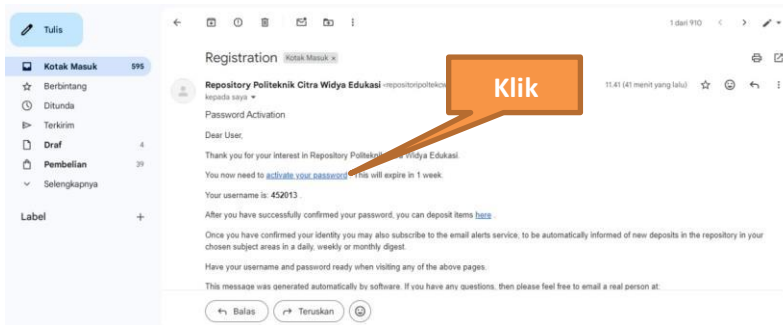 Tulis
1 dari 910
Registration Kotak Masuk ×
Kotak Masuk 595
Berbintang
Repository Politeknik Citra Widya Edukasi
Klik
11.41 (41 menit yang lalu)
kepada saya
Ditunda
Password Activation
Terkirim
Dear User,
Draf 4
Thank you for your interest in Repository Widya Edukasi.
Pembelian 39
You now need to activate your password. This will expire in 1 week.
Selengkapnya
Your username is: 452013 .
Label +
After you have successfully confirmed your password, you can deposit items here .
Once you have confirmed your identity you may also subscribe to the email alerts service, to be automatically informed of new deposits in the repository in your
chosen subject areas in a daily, weekly or monthly digest.
Have your username and password ready when visiting any of the above pages.
This message was generated automatically by software. If you have any questions, then please feel free to email a real person at:
Balas
Teruskan